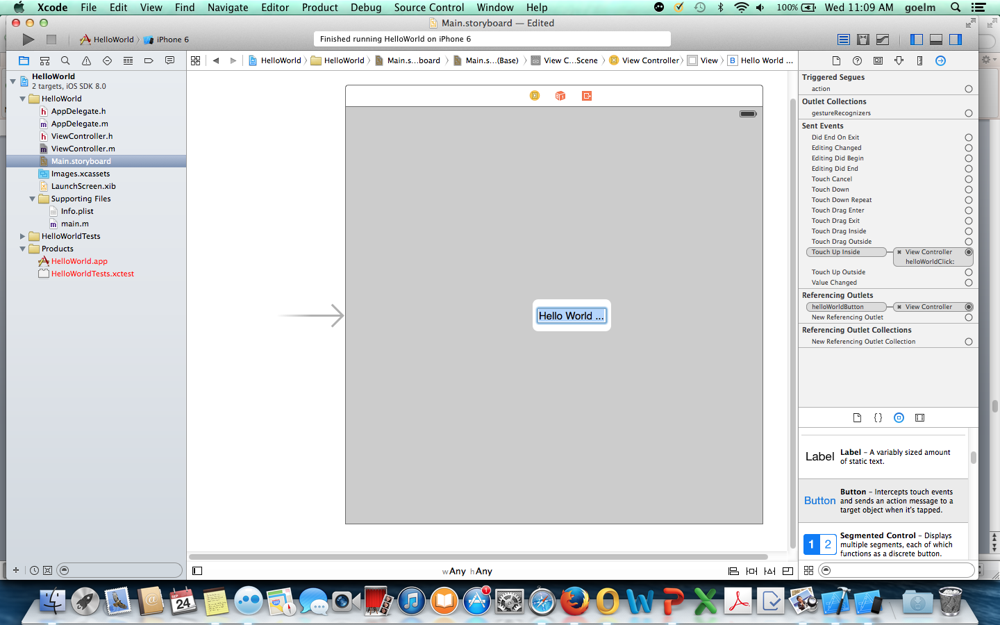 Xcode File Edit View Find Navigate Editor Product Debug Source Control Window Help 100% Wed 11:09 AM goelm
Main.storyboard — Edited
HelloWorld iPhone 6
Finished running HelloWorld on iPhone 6
HelloWorld HelloWorld Main.s...board Main.s...(Base) View C...Scene View Controller View B Hello World ...
HelloWorld
2 targets, iOS SDK 8.0
HelloWorld
h AppDelegate.h
m AppDelegate.m
h ViewController.h
m ViewController.m
Main.storyboard
Images.xcassets
LaunchScreen.xib
Supporting Files
Info.plist
m main.m
HelloWorldTests
Products
HelloWorld.app
HelloWorldTests.xctest
Hello World ...
wAny hAny
Triggered Segues
action
Outlet Collections
gestureRecognizers
Sent Events
Did End On Exit
Editing Changed
Editing Did Begin
Editing Did End
Touch Cancel
Touch Down
Touch Down Repeat
Touch Drag Enter
Touch Drag Exit
Touch Drag Inside
Touch Drag Outside
Touch Up Inside View Controller
helloWorldClick:
Touch Up Outside
Value Changed
Referencing Outlets
helloWorldButton View Controller
New Referencing Outlet
Referencing Outlet Collections
New Referencing Outlet Collection
{}
Label Label – A variably sized amount
of static text.
Button Button – Intercepts touch events
and sends an action message to a
target object when it's tapped.
1 2 Segmented Control – Displays
multiple segments, each of which
functions as a discrete button.
SEP
24
1